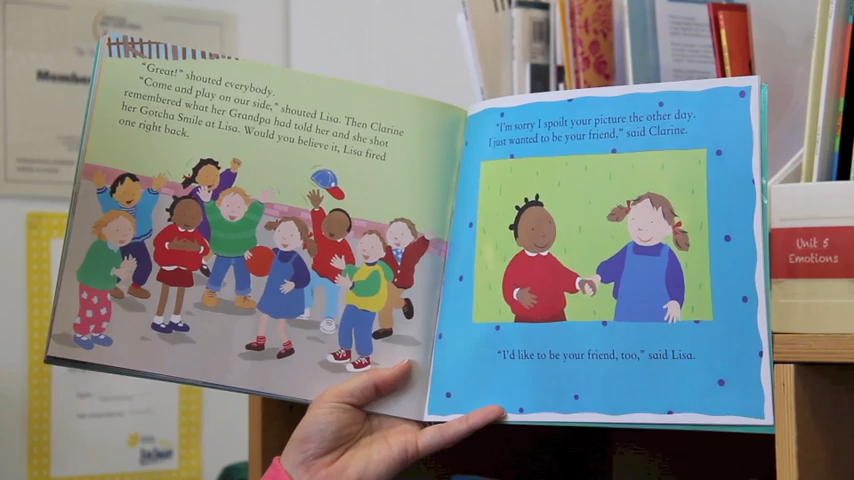 "Great!" shouted everybody.
"Come and play on our side," shouted Lisa. Then Clarine
remembered what her Grandpa had told her and she shot
her Gotcha Smile at Lisa. Would you believe it, Lisa fired
one right back.
"I'm sorry I spoilt your picture the other day.
I just wanted to be your friend," said Clarine.
"I'd like to be your friend, too," said Lisa.
Unit 5
Emotions